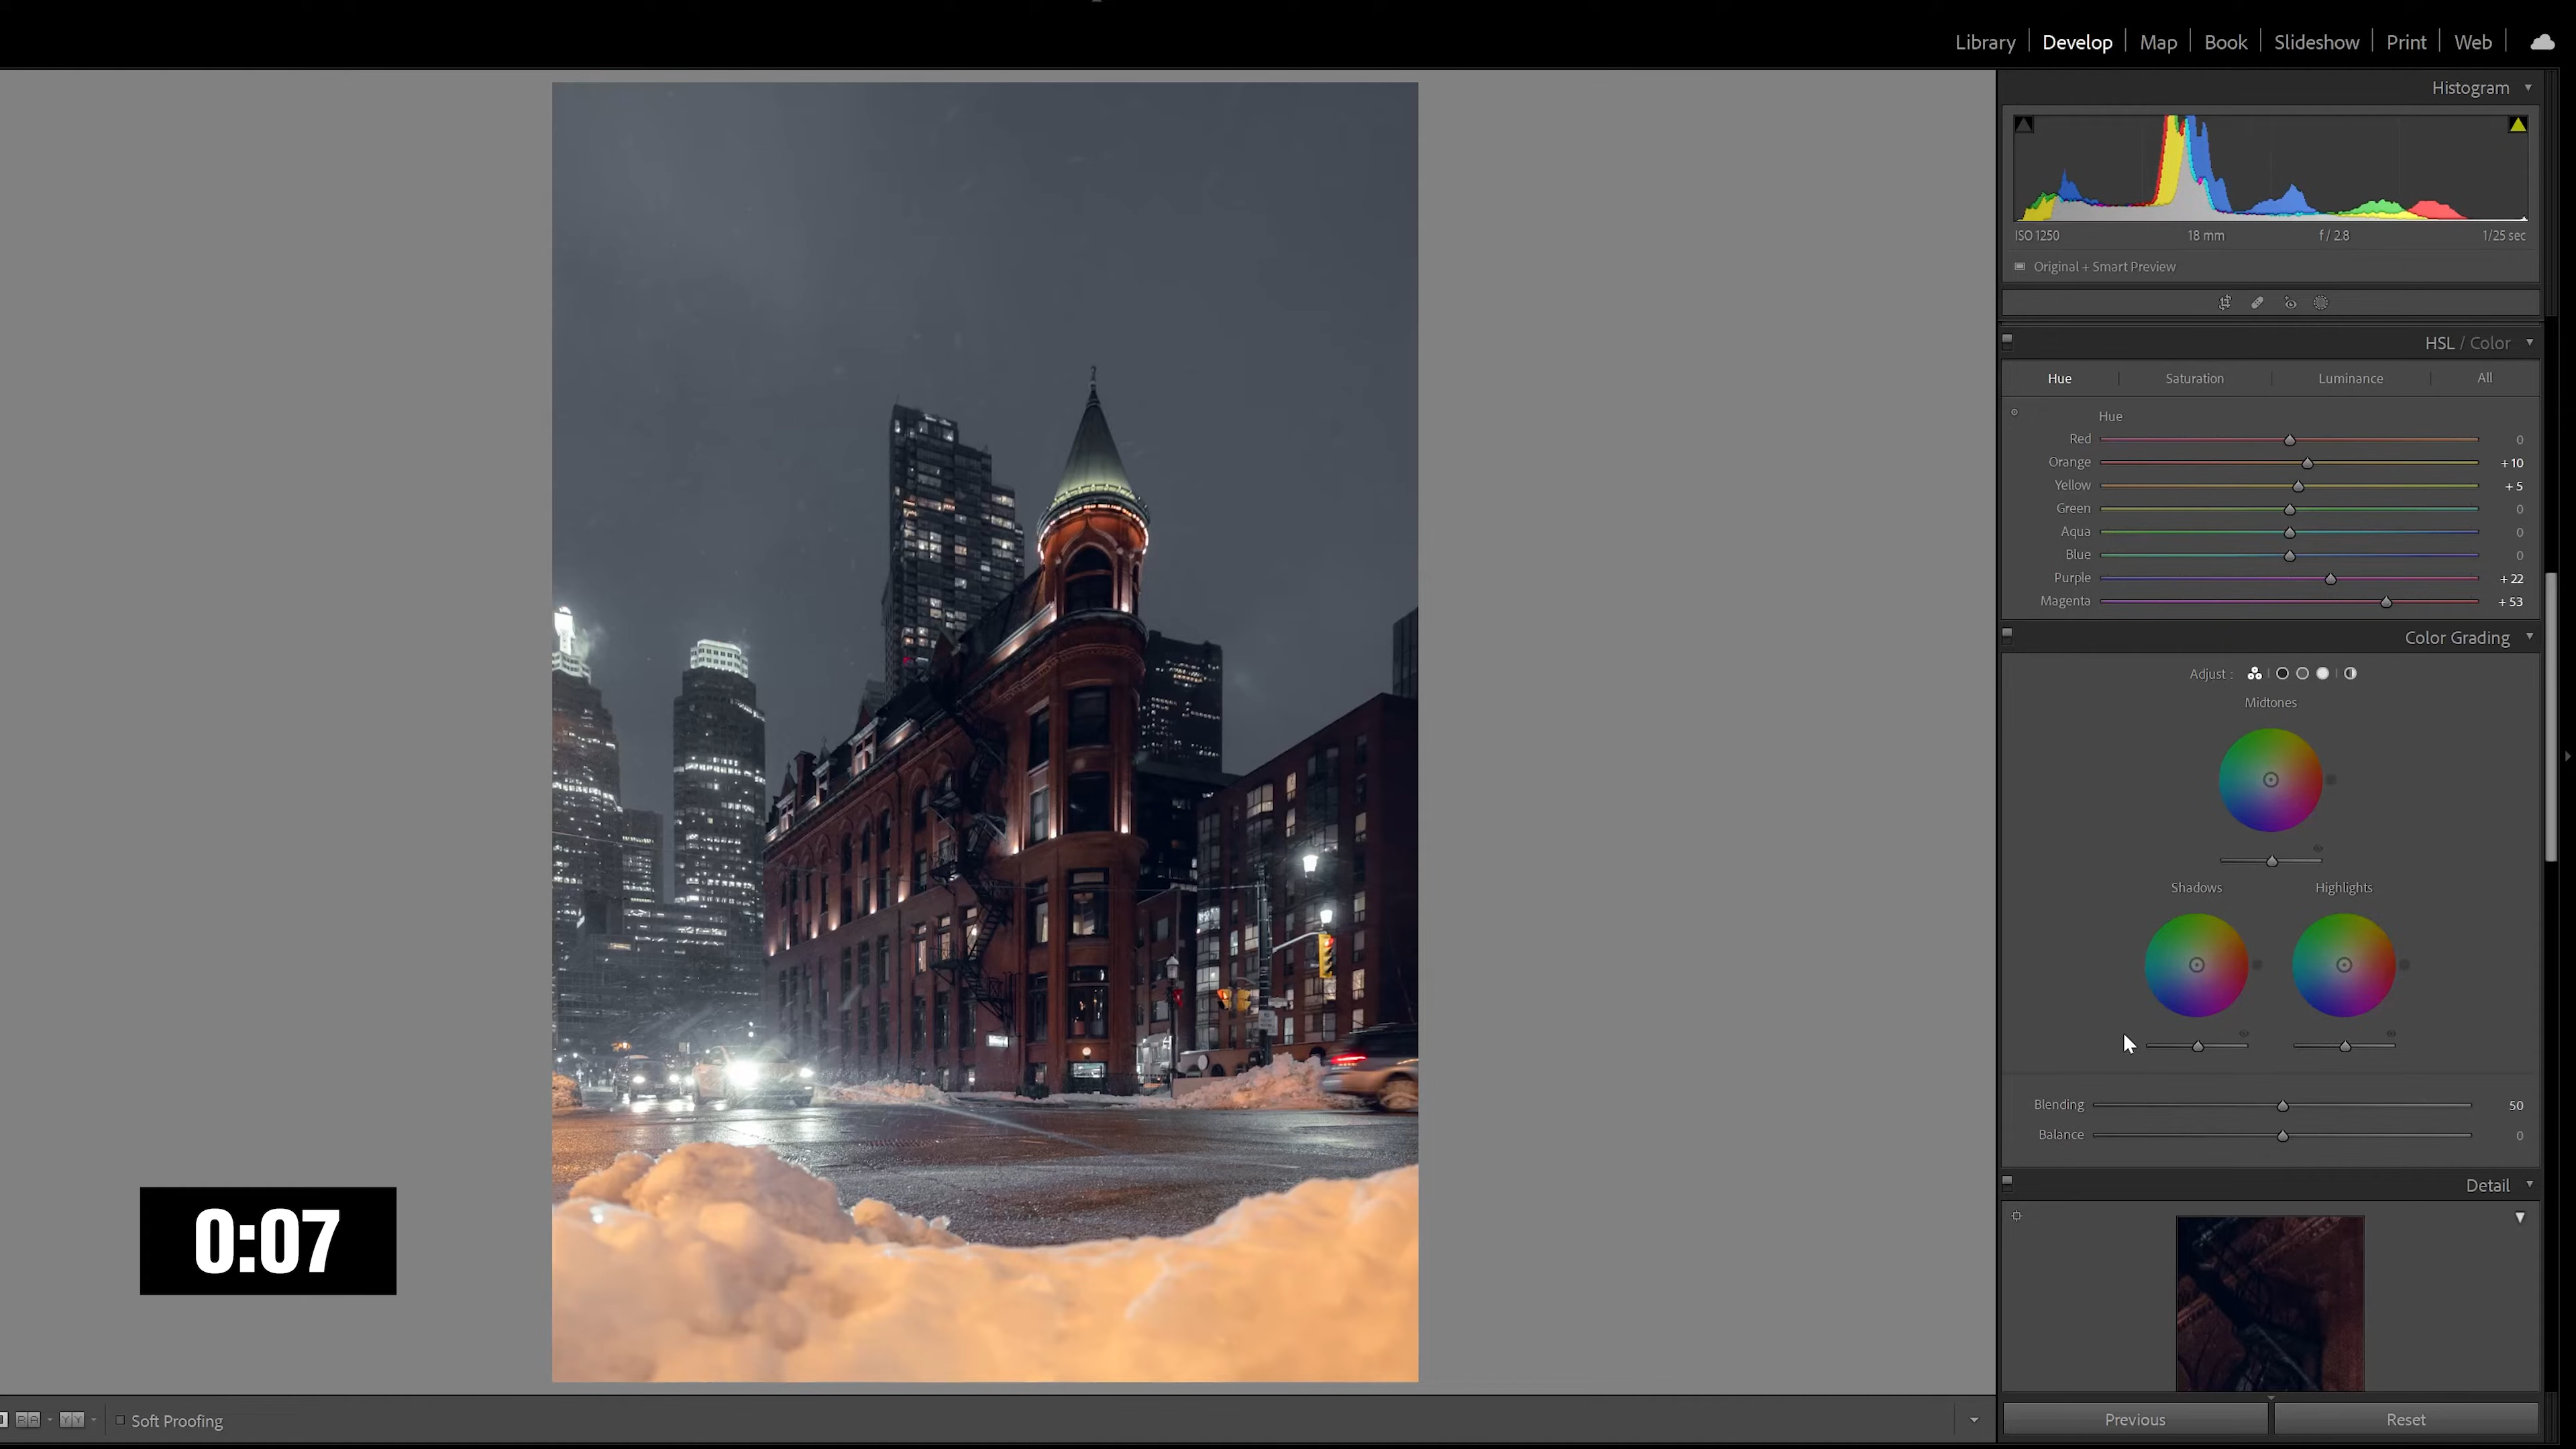 Library | Develop | Map | Book | Slideshow | Print | Web |
Histogram
ISO 1250 18 mm f / 2.8 1/25 sec
Original + Smart Preview
HSL / Color
Hue | Saturation | Luminance | All
Hue
Red 0
Orange + 10
Yellow + 5
Green 0
Aqua 0
Blue 0
Purple + 22
Magenta + 53
Color Grading
Adjust :
Midtones
Shadows Highlights
Blending 50
Balance 0
Detail
0:07
R A Y Y Soft Proofing
Previous Reset